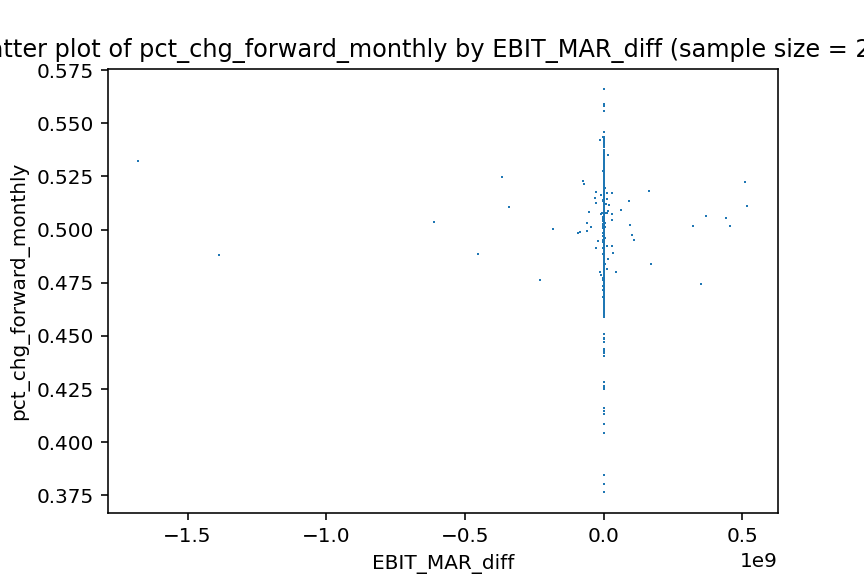 tter plot of pct_chg_forward_monthly by EBIT_MAR_diff (sample size = 2
0.575
0.550
0.525
0.500
0.475
0.450
0.425
0.400
0.375
pct_chg_forward_monthly
−1.5 −1.0 −0.5 0.0 0.5
1e9
EBIT_MAR_diff